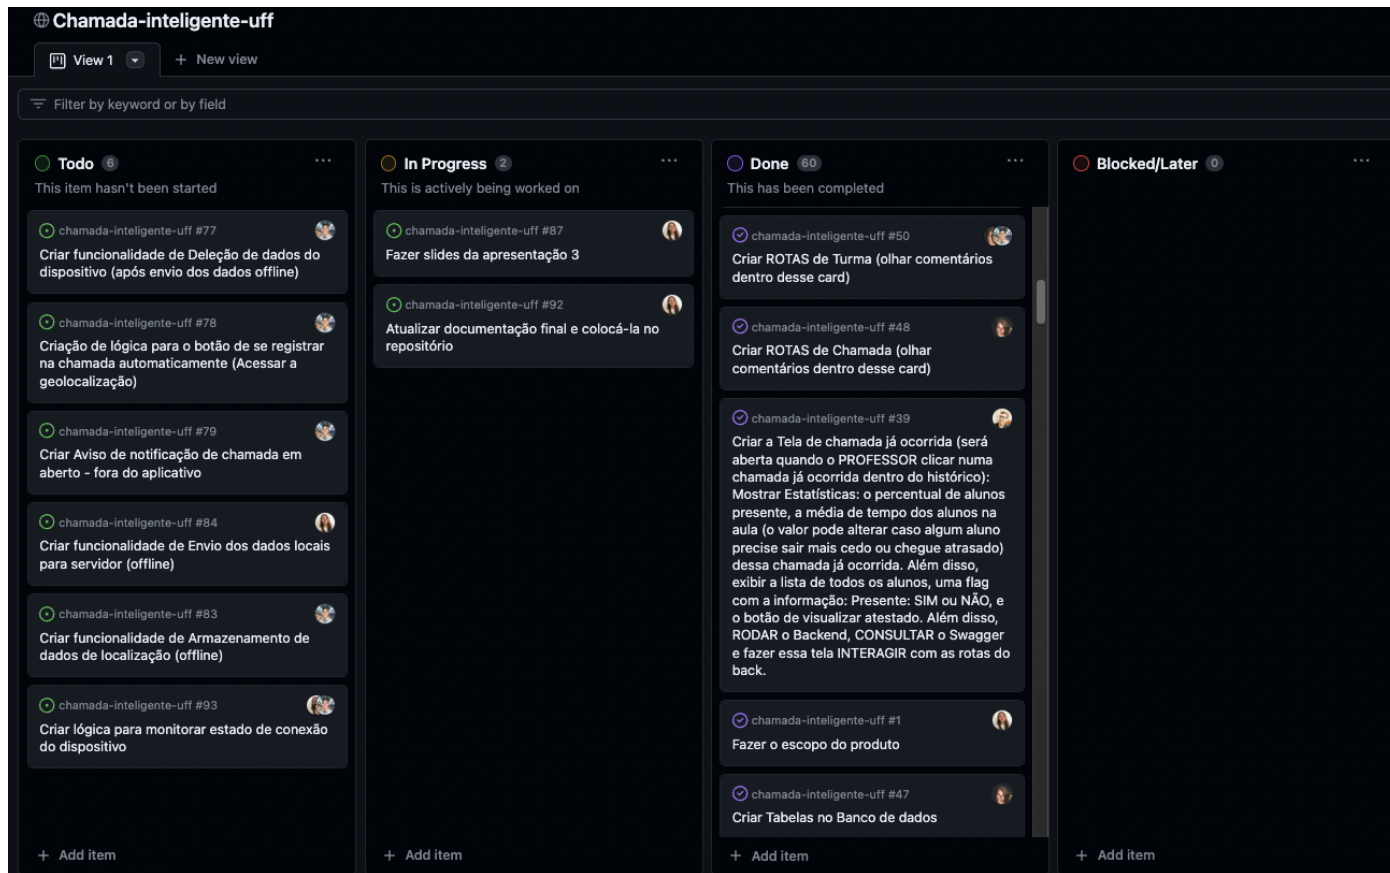 Chamada-inteligente-uff
View 1
New view
Filter by keyword or by field
Todo 6
This item hasn't been started
chamada-inteligente-uff #77
Criar funcionalidade de Deleção de dados do
dispositivo (após envio dos dados offline)
chamada-inteligente-uff #78
Criação de lógica para o botão de se registrar
na chamada automaticamente (Acessar a
geolocalização)
chamada-inteligente-uff #79
Criar Aviso de notificação de chamada em
aberto - fora do aplicativo
chamada-inteligente-uff #84
Criar funcionalidade de Envio dos dados locais
para servidor (offline)
chamada-inteligente-uff #83
Criar funcionalidade de Armazenamento de
dados de localização (offline)
chamada-inteligente-uff #93
Criar lógica para monitorar estado de conexão
do dispositivo
+ Add item
In Progress 2
This is actively being worked on
chamada-inteligente-uff #87
Fazer slides da apresentação 3
chamada-inteligente-uff #92
Atualizar documentação final e colocá-la no
repositório
+ Add item
Done 60
This has been completed
chamada-inteligente-uff #50
Criar ROTAS de Turma (olhar comentários
dentro desse card)
chamada-inteligente-uff #48
Criar ROTAS de Chamada (olhar
comentários dentro desse card)
chamada-inteligente-uff #39
Criar a Tela de chamada já ocorrida (será
aberta quando o PROFESSOR clicar numa
chamada já ocorrida dentro do histórico):
Mostrar Estatísticas: o percentual de alunos
presente, a média de tempo dos alunos na
aula (o valor pode alterar caso algum aluno
precise sair mais cedo ou chegue atrasado)
dessa chamada já ocorrida. Além disso,
exibir a lista de todos os alunos, uma flag
com a informação: Presente: SIM ou NÃO, e
o botão de visualizar atestado. Além disso,
RODAR o Backend, CONSULTAR o Swagger
e fazer essa tela INTERAGIR com as rotas do
back.
chamada-inteligente-uff #1
Fazer o escopo do produto
chamada-inteligente-uff #47
Criar Tabelas no Banco de dados
+ Add item
Blocked/Later 0
+ Add item